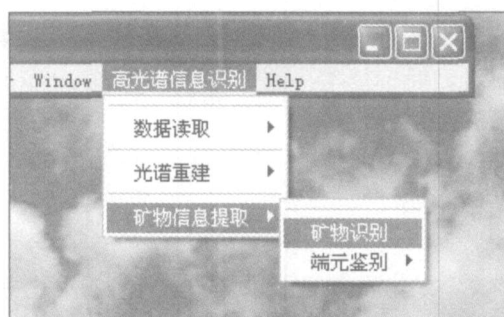 Window 高光谱信息识别 Help
数据读取
光谱重建
矿物信息提取
矿物识别
端元鉴别